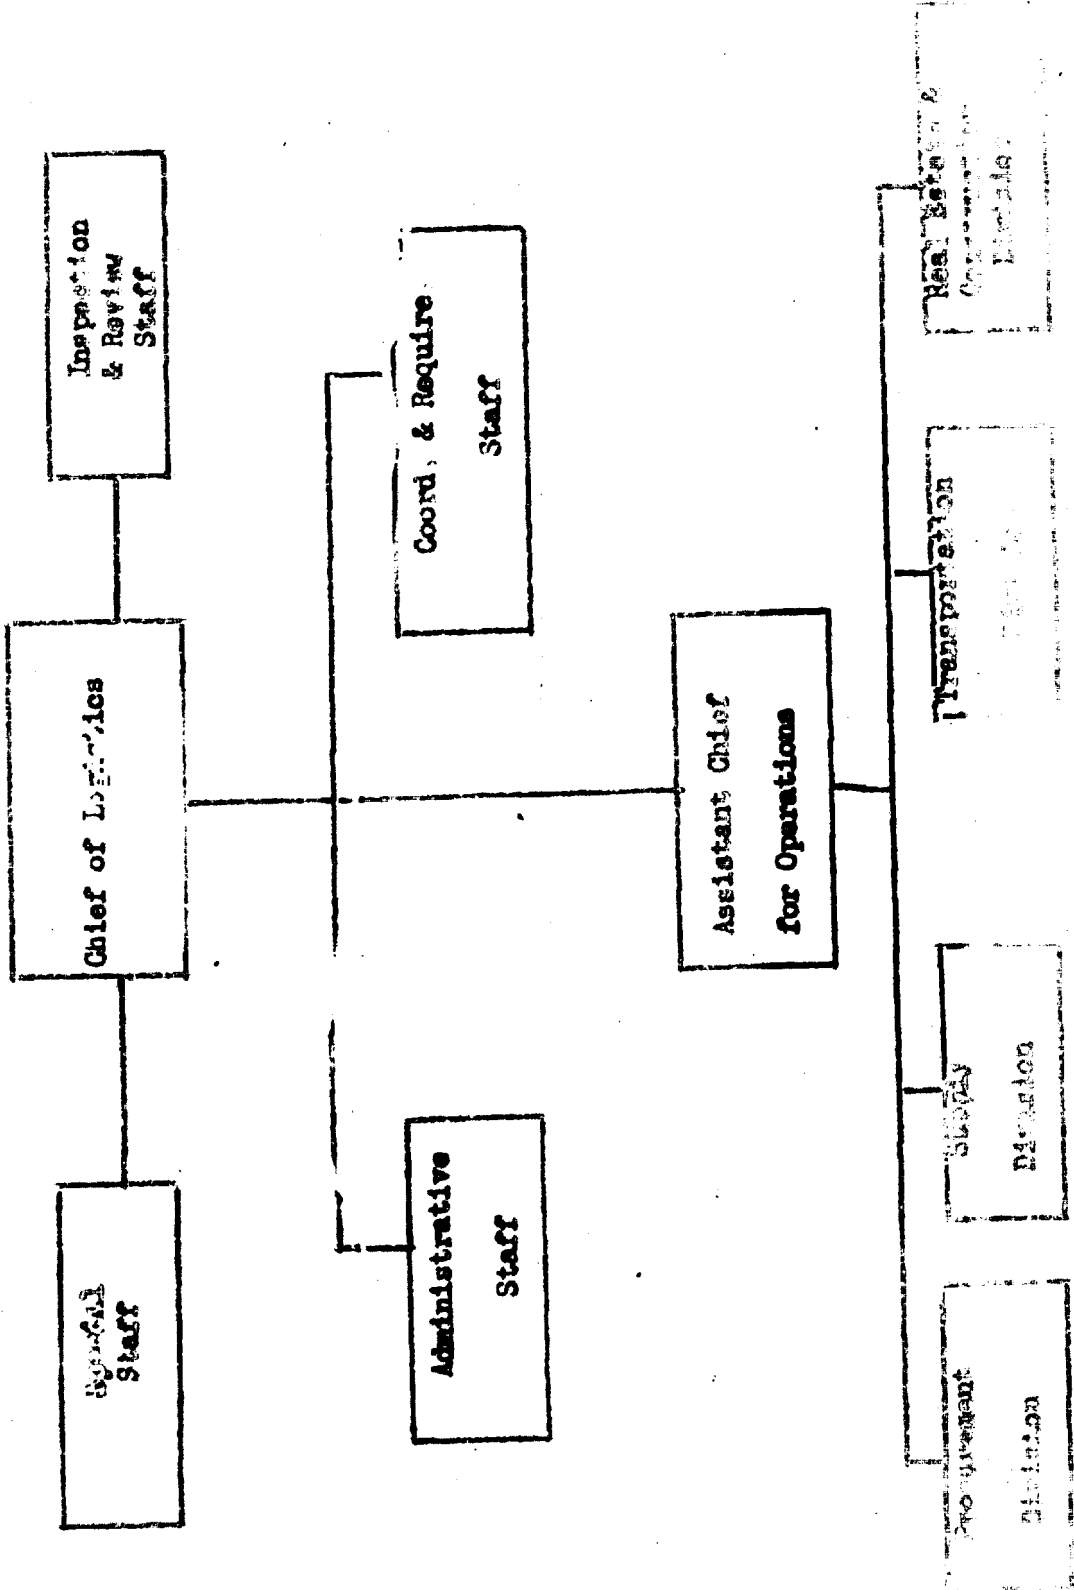 Staff
Chief of Logistics
Inspection
& Review
Staff
Administrative
Staff
Coord, & Require
Staff
Assistant Chief
for Operations
Procurement
Division
Supply
Division
Transportation
Real Estate &